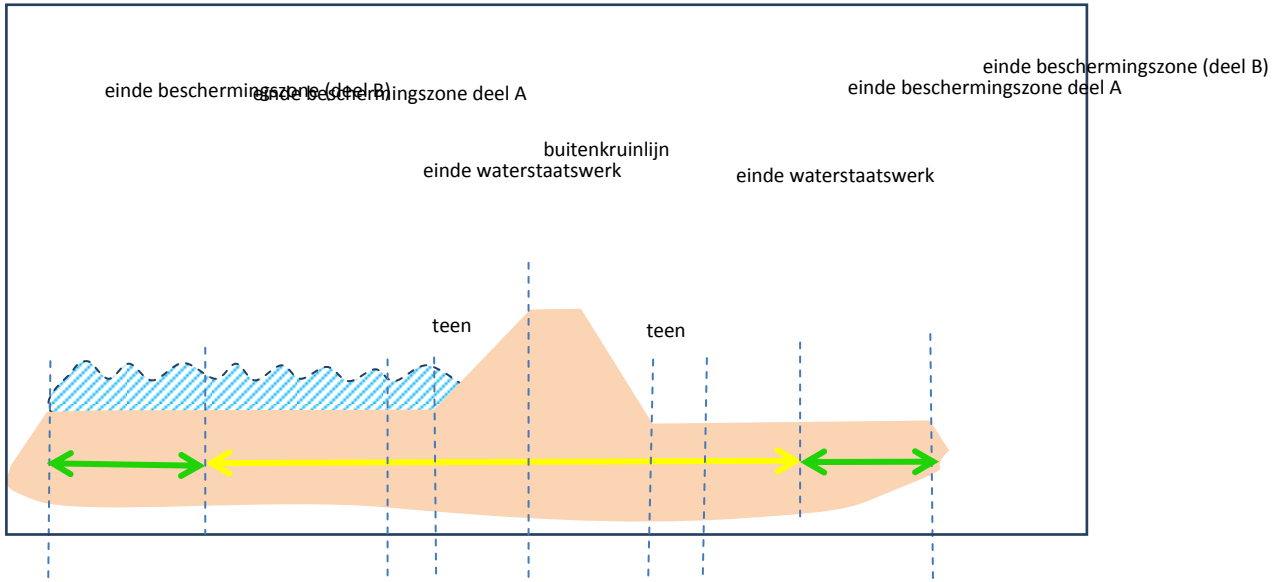 einde beschermingszone (deel B)
einde beschermingszone deel A
einde beschermingszone (deel B)
einde beschermingszone deel A
buitenkruinlijn
einde waterstaatswerk
einde waterstaatswerk
teen
teen